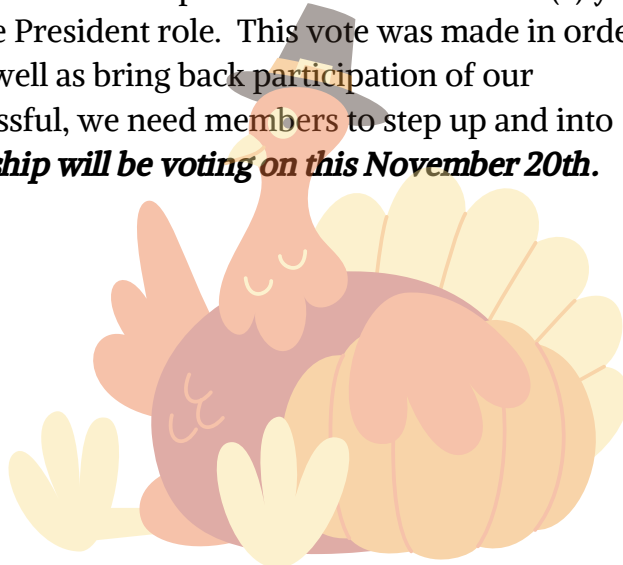 e President role. This vote was made in orde
well as bring back participation of our
ssful, we need members to step up and into
ship will be voting on this November 20th.